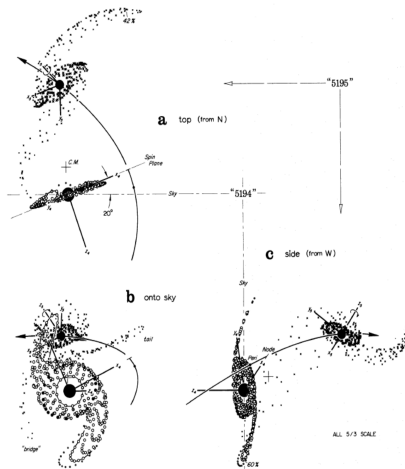 42%
"5195"
a top (from N)
C.M.
Spin
Plane
Sky
"5194"
20°
c side (from W)
b onto sky
Sky
tail
Node
Peri
"bridge"
ALL 5/3 SCALE
60%